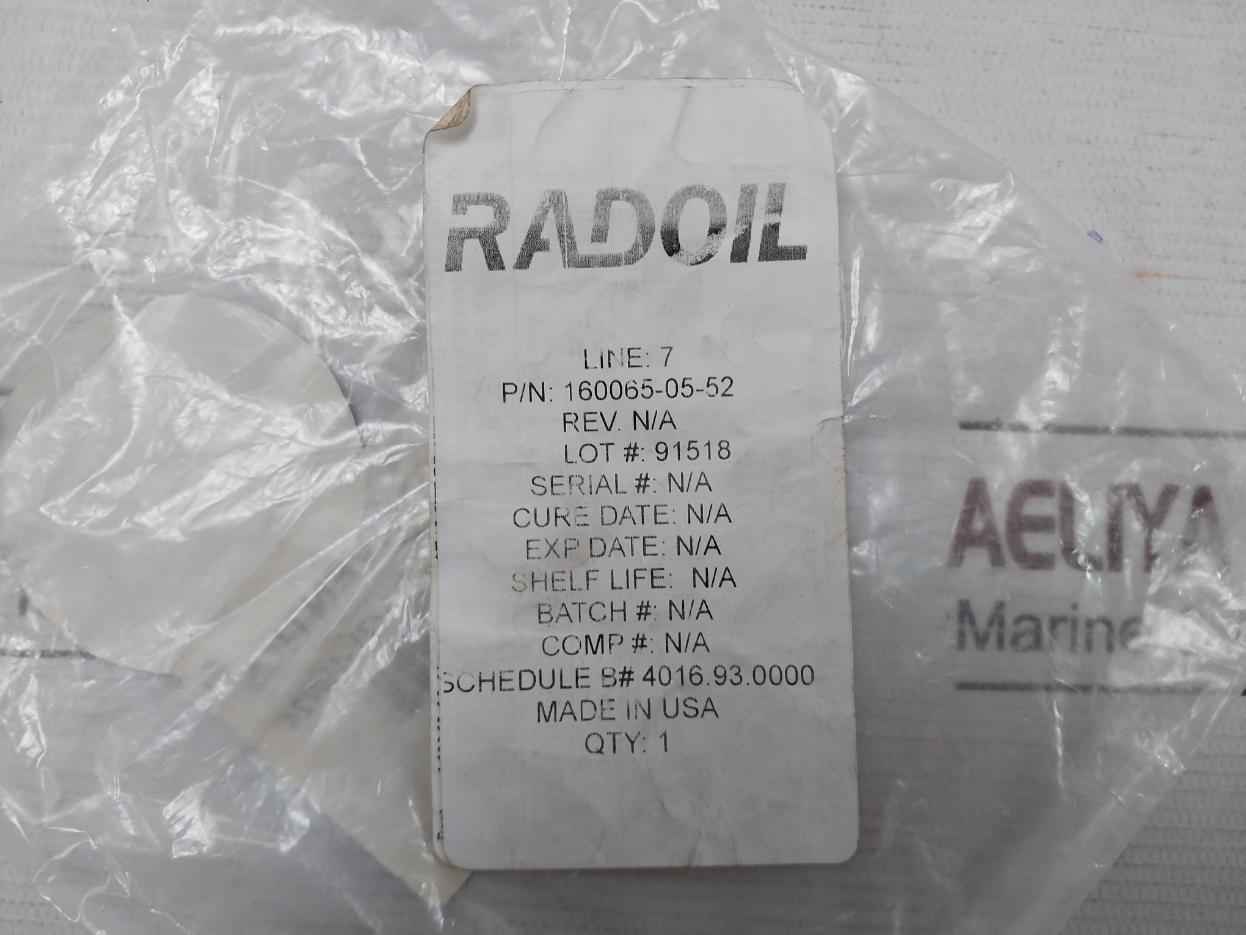 RADOIL
LINE: 7
P/N: 160065-05-52
REV. N/A
LOT #: 91518
SERIAL #: N/A
CURE DATE: N/A
EXP DATE: N/A
SHELF LIFE: N/A
BATCH #: N/A
COMP #: N/A
SCHEDULE B# 4016.93.0000
MADE IN USA
QTY: 1
AELIYA
Marine